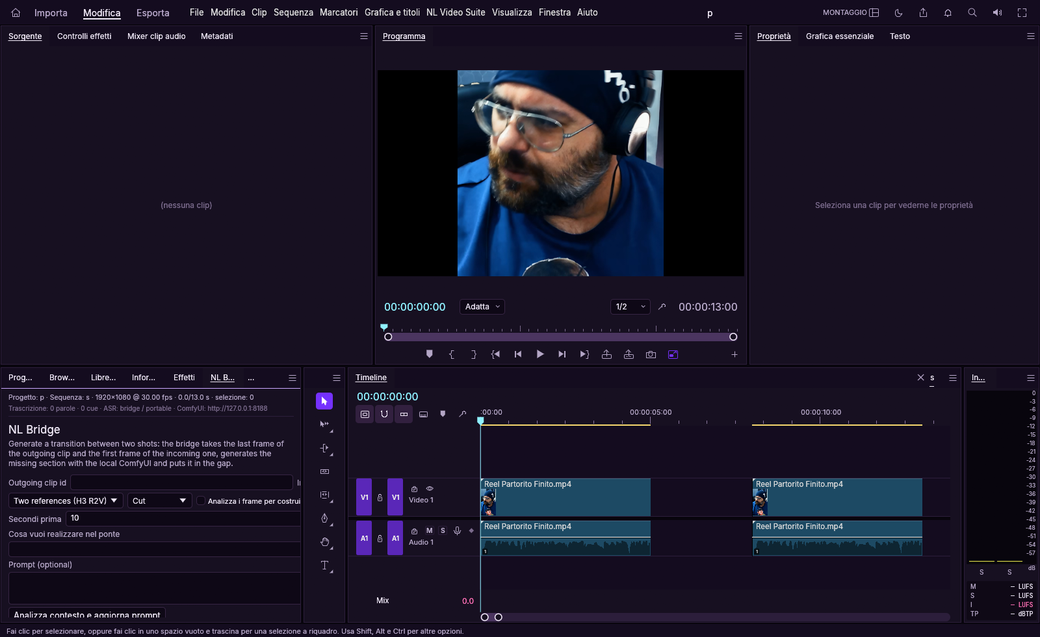 Importa Modifica Esporta File Modifica Clip Sequenza Marcatori Grafica e titoli NL Video Suite Visualizza Finestra Aiuto p MONTAGGIO
Sorgente Controlli effetti Mixer clip audio Metadati
Programma
Proprietà Grafica essenziale Testo
(nessuna clip)
Seleziona una clip per vederne le proprietà
00:00:00:00 Adatta 1/2 00:00:13:00
Prog... Brow... Libre... Infor... Effetti NL B... ...
Progetto: p · Sequenza: s · 1920×1080 @ 30.00 fps · 0.0/13.0 s · selezione: 0
Trascrizione: 0 parole · 0 cue · ASR: bridge / portable · ComfyUI: http://127.0.0.1:8188
NL Bridge
Generate a transition between two shots: the bridge takes the last frame of
the outgoing clip and the first frame of the incoming one, generates the
missing section with the local ComfyUI and puts it in the gap.
Outgoing clip id
Two references (H3 R2V) Cut Analizza i frame per costrui
Secondi prima 10
Cosa vuoi realizzare nel ponte
Prompt (optional)
Analizza contesto e aggiorna prompt
Timeline s
00:00:00:00
:00:00 00:00:05:00 00:00:10:00
V1 V1 Video 1
Reel Partorito Finito.mp4 Reel Partorito Finito.mp4
A1 A1 M S Audio 1
Reel Partorito Finito.mp4 Reel Partorito Finito.mp4
1 1
Mix 0.0
In...
0
-3
-6
-9
-12
-15
-18
-21
-24
-27
-30
-33
-36
-39
-42
-45
-48
-51
-54
-57
dB
S S
M – LUFS
S – LUFS
I – LUFS
TP – dBTP
Fai clic per selezionare, oppure fai clic in uno spazio vuoto e trascina per una selezione a riquadro. Usa Shift, Alt e Ctrl per altre opzioni.